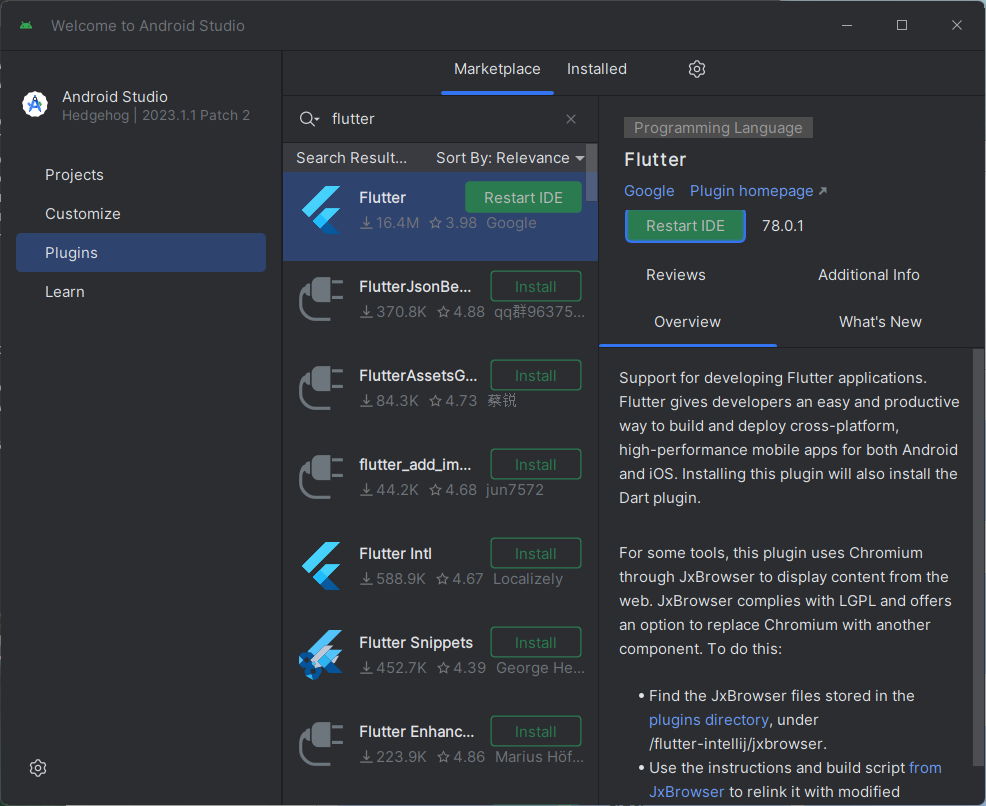 Welcome to Android Studio
Android Studio
Hedgehog | 2023.1.1 Patch 2
Projects
Customize
Plugins
Learn
Marketplace
Installed
flutter
Search Result...
Sort By: Relevance
Flutter
Restart IDE
16.4M
3.98
Google
FlutterJsonBe...
Install
370.8K
4.88
qq群96375...
FlutterAssetsG...
Install
84.3K
4.73
蔡锐
flutter_add_im...
Install
44.2K
4.68
jun7572
Flutter Intl
Install
588.9K
4.67
Localizely
Flutter Snippets
Install
452.7K
4.39
George He...
Flutter Enhanc...
Install
223.9K
4.86
Marius Höf...
Programming Language
Flutter
Google
Plugin homepage
Restart IDE
78.0.1
Reviews
Additional Info
Overview
What's New
Support for developing Flutter applications.
Flutter gives developers an easy and productive
way to build and deploy cross-platform,
high-performance mobile apps for both Android
and iOS. Installing this plugin will also install the
Dart plugin.
For some tools, this plugin uses Chromium
through JxBrowser to display content from the
web. JxBrowser complies with LGPL and offers
an option to replace Chromium with another
component. To do this:
• Find the JxBrowser files stored in the
plugins directory, under
/flutter-intellij/jxbrowser.
• Use the instructions and build script from
JxBrowser to relink it with modified